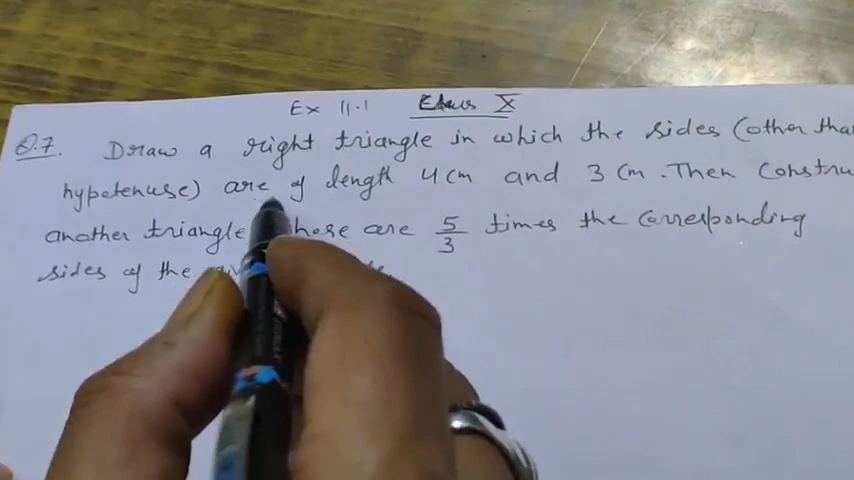 Ex 11.1 Class X
Q.7. Draw a right triangle in which the sides (other than
hypotenuse) are of length 4 cm and 3 cm. Then Constru
another triangle whose are 5/3 times the Corresponding
sides of the